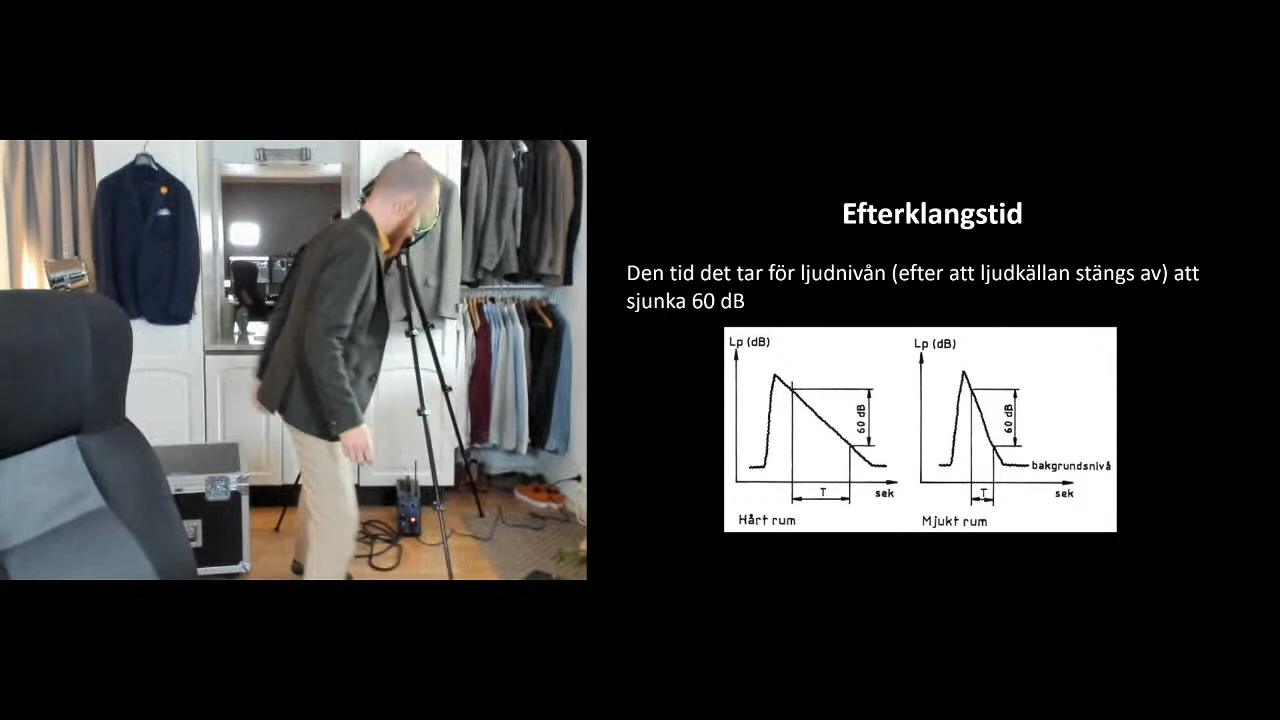 Efterklangstid
Den tid det tar för ljudnivån (efter att ljudkällan stängs av) att
sjunka 60 dB
Lp (dB)
60 dB
T
sek
Hårt rum
Lp (dB)
60 dB
bakgrundsnivå
T
sek
Mjukt rum